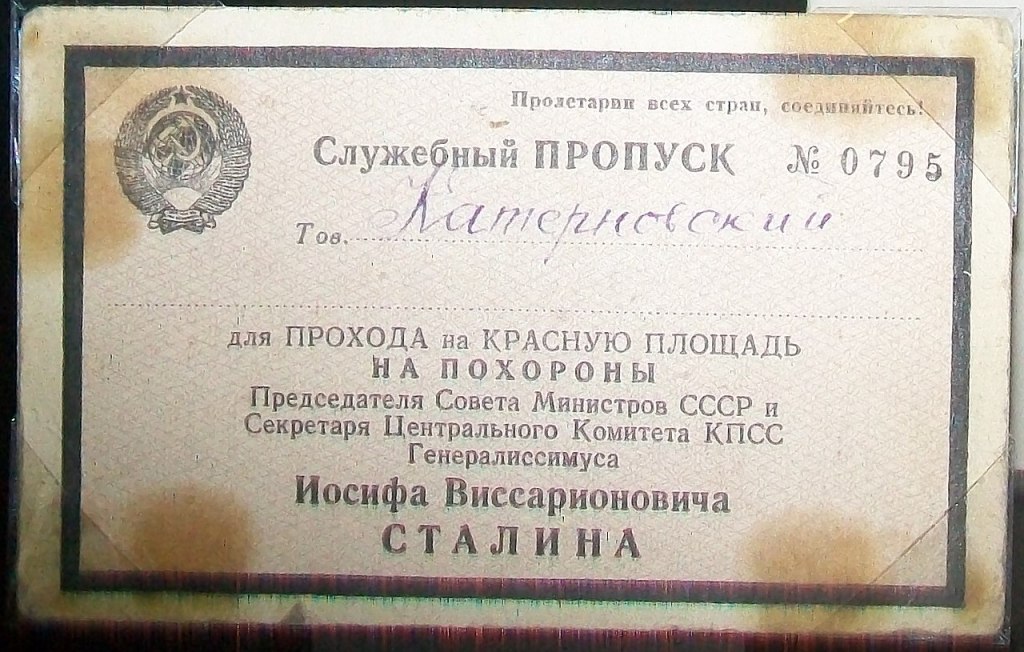 Пролетарии всех стран, соединяйтесь!
Служебный ПРОПУСК № 0795
Тов. Катерновский
для ПРОХОДА на КРАСНУЮ ПЛОЩАДЬ
НА ПОХОРОНЫ
Председателя Совета Министров СССР и
Секретаря Центрального Комитета КПСС
Генералиссимуса
Иосифа Виссарионовича
СТАЛИНА